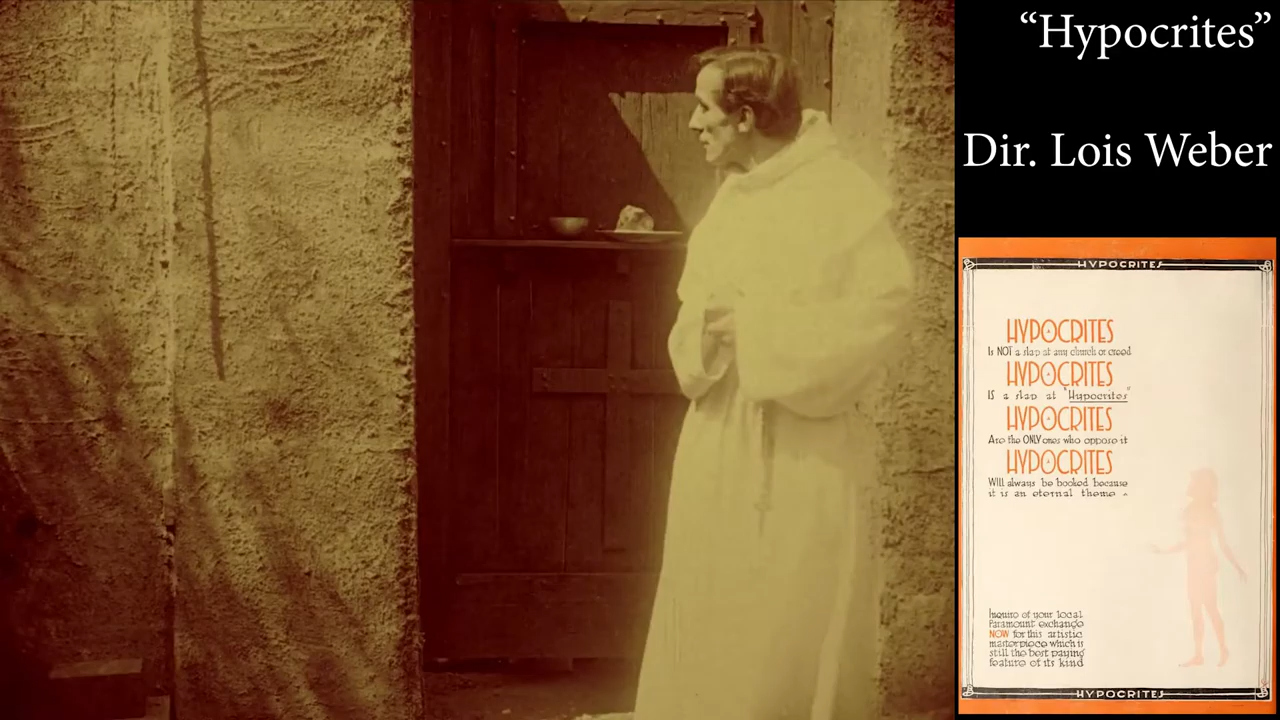 “Hypocrites”
Dir. Lois Weber
HYPOCRITES
HYPOCRITES
Is NOT a slap at any church or creed
HYPOCRITES
IS a slap at "Hypocrites"
HYPOCRITES
Are the ONLY ones who oppose it
HYPOCRITES
WILL always be booked because
it is an eternal theme
Inquire of your local
Paramount exchange
NOW for this artistic
masterpiece which is
still the best paying
feature of its kind
HYPOCRITES